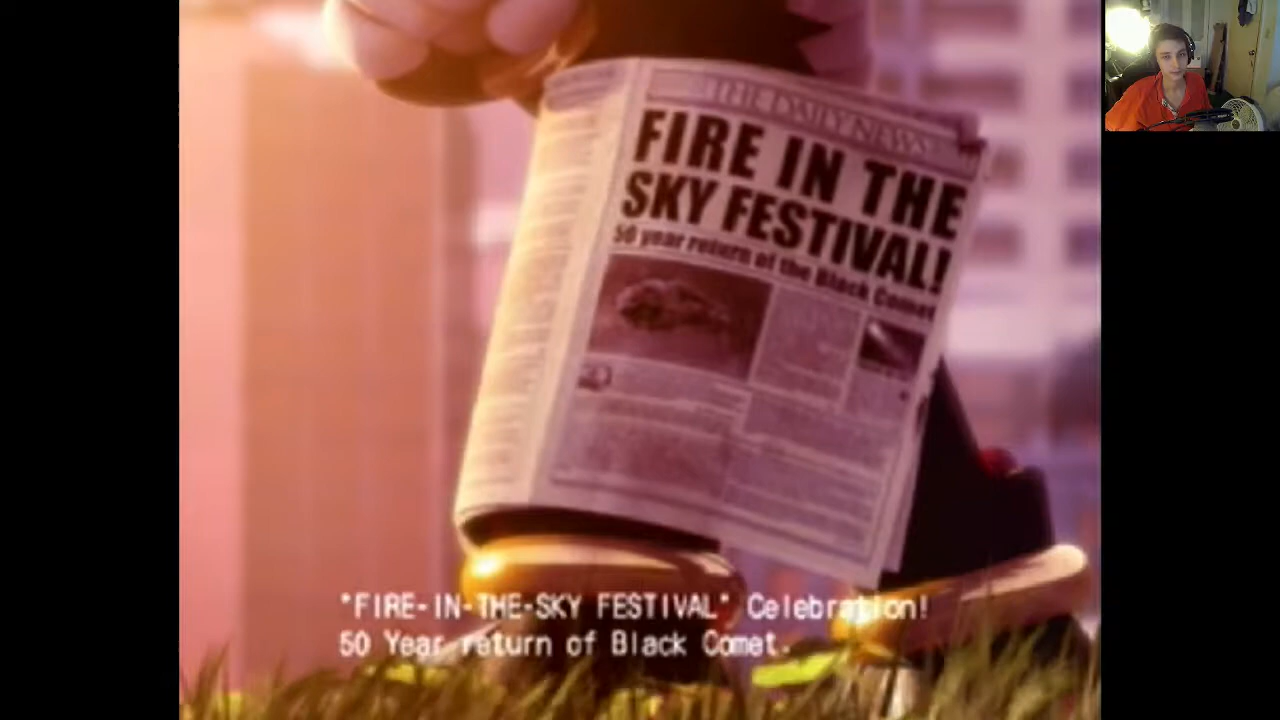 THE DAILY NEWS
FIRE IN THE
SKY FESTIVAL!
50 year return of the Black Comet
"FIRE-IN-THE-SKY FESTIVAL" Celebration!
50 Year return of Black Comet.